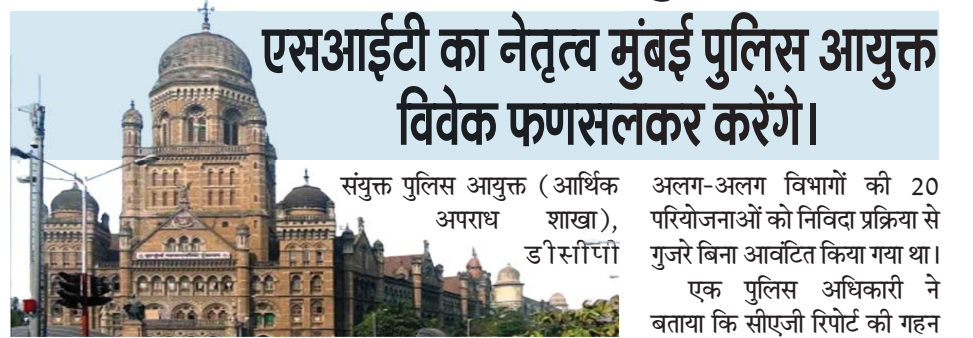 एसआईटी का नेतृत्व मुंबई पुलिस आयुक्त
विवेक फणसलकर करेंगे।
संयुक्त पुलिस आयुक्त (आर्थिक
अपराध शाखा),
डीसीपी
अलग-अलग विभागों की 20
परियोजनाओं को निविदा प्रक्रिया से
गुजरे बिना आवंटित किया गया था।
एक पुलिस अधिकारी ने
बताया कि सीएजी रिपोर्ट की गहन